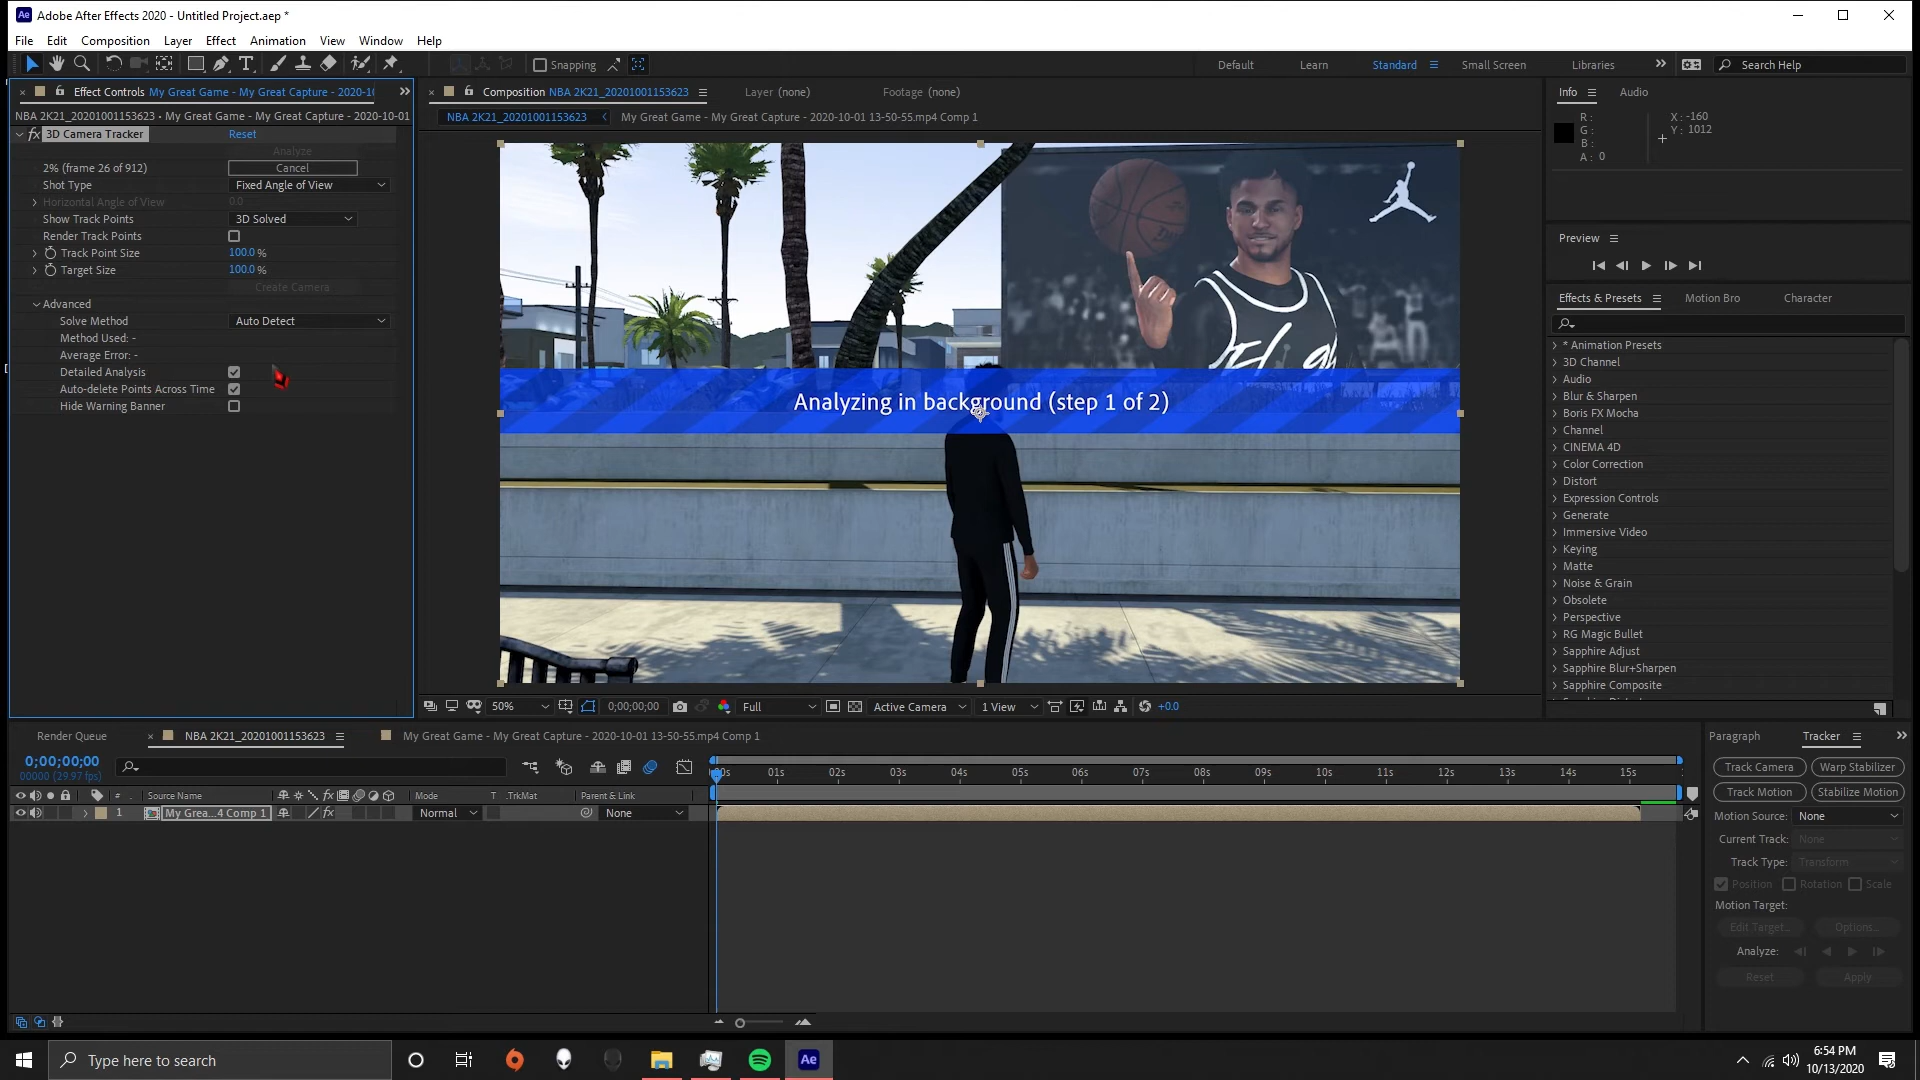 Adobe After Effects 2020 - Untitled Project.aep *
File Edit Composition Layer Effect Animation View Window Help
Snapping
Default Learn Standard Small Screen Libraries Search Help
Effect Controls My Great Game - My Great Capture - 2020-10
NBA 2K21_20201001153623 • My Great Game - My Great Capture - 2020-10-01
3D Camera Tracker Reset
Analyze
2% (frame 26 of 912) Cancel
Shot Type Fixed Angle of View
Horizontal Angle of View 0.0
Show Track Points 3D Solved
Render Track Points
Track Point Size 100.0 %
Target Size 100.0 %
Create Camera
Advanced
Solve Method Auto Detect
Method Used: -
Average Error: -
Detailed Analysis
Auto-delete Points Across Time
Hide Warning Banner
Composition NBA 2K21_20201001153623 Layer (none) Footage (none)
NBA 2K21_20201001153623 My Great Game - My Great Capture - 2020-10-01 13-50-55.mp4 Comp 1
Analyzing in background (step 1 of 2)
50% 0;00;00;00 Full Active Camera 1 View +0.0
Info Audio
R :
G :
B :
A : 0
X : -160
Y : 1012
Preview
Effects & Presets Motion Bro Character
* Animation Presets
3D Channel
Audio
Blur & Sharpen
Boris FX Mocha
Channel
CINEMA 4D
Color Correction
Distort
Expression Controls
Generate
Immersive Video
Keying
Matte
Noise & Grain
Obsolete
Perspective
RG Magic Bullet
Sapphire Adjust
Sapphire Blur+Sharpen
Sapphire Composite
Render Queue NBA 2K21_20201001153623 My Great Game - My Great Capture - 2020-10-01 13-50-55.mp4 Comp 1
0;00;00;00
00000 (29.97 fps)
# Source Name Mode T .TrkMat Parent & Link
1 My Grea...4 Comp 1 Normal None
00s 01s 02s 03s 04s 05s 06s 07s 08s 09s 10s 11s 12s 13s 14s 15s
Paragraph Tracker
Track Camera Warp Stabilizer
Track Motion Stabilize Motion
Motion Source: None
Current Track: None
Track Type: Transform
Position Rotation Scale
Motion Target:
Edit Target... Options...
Analyze:
Reset Apply
Type here to search
Ae
6:54 PM
10/13/2020